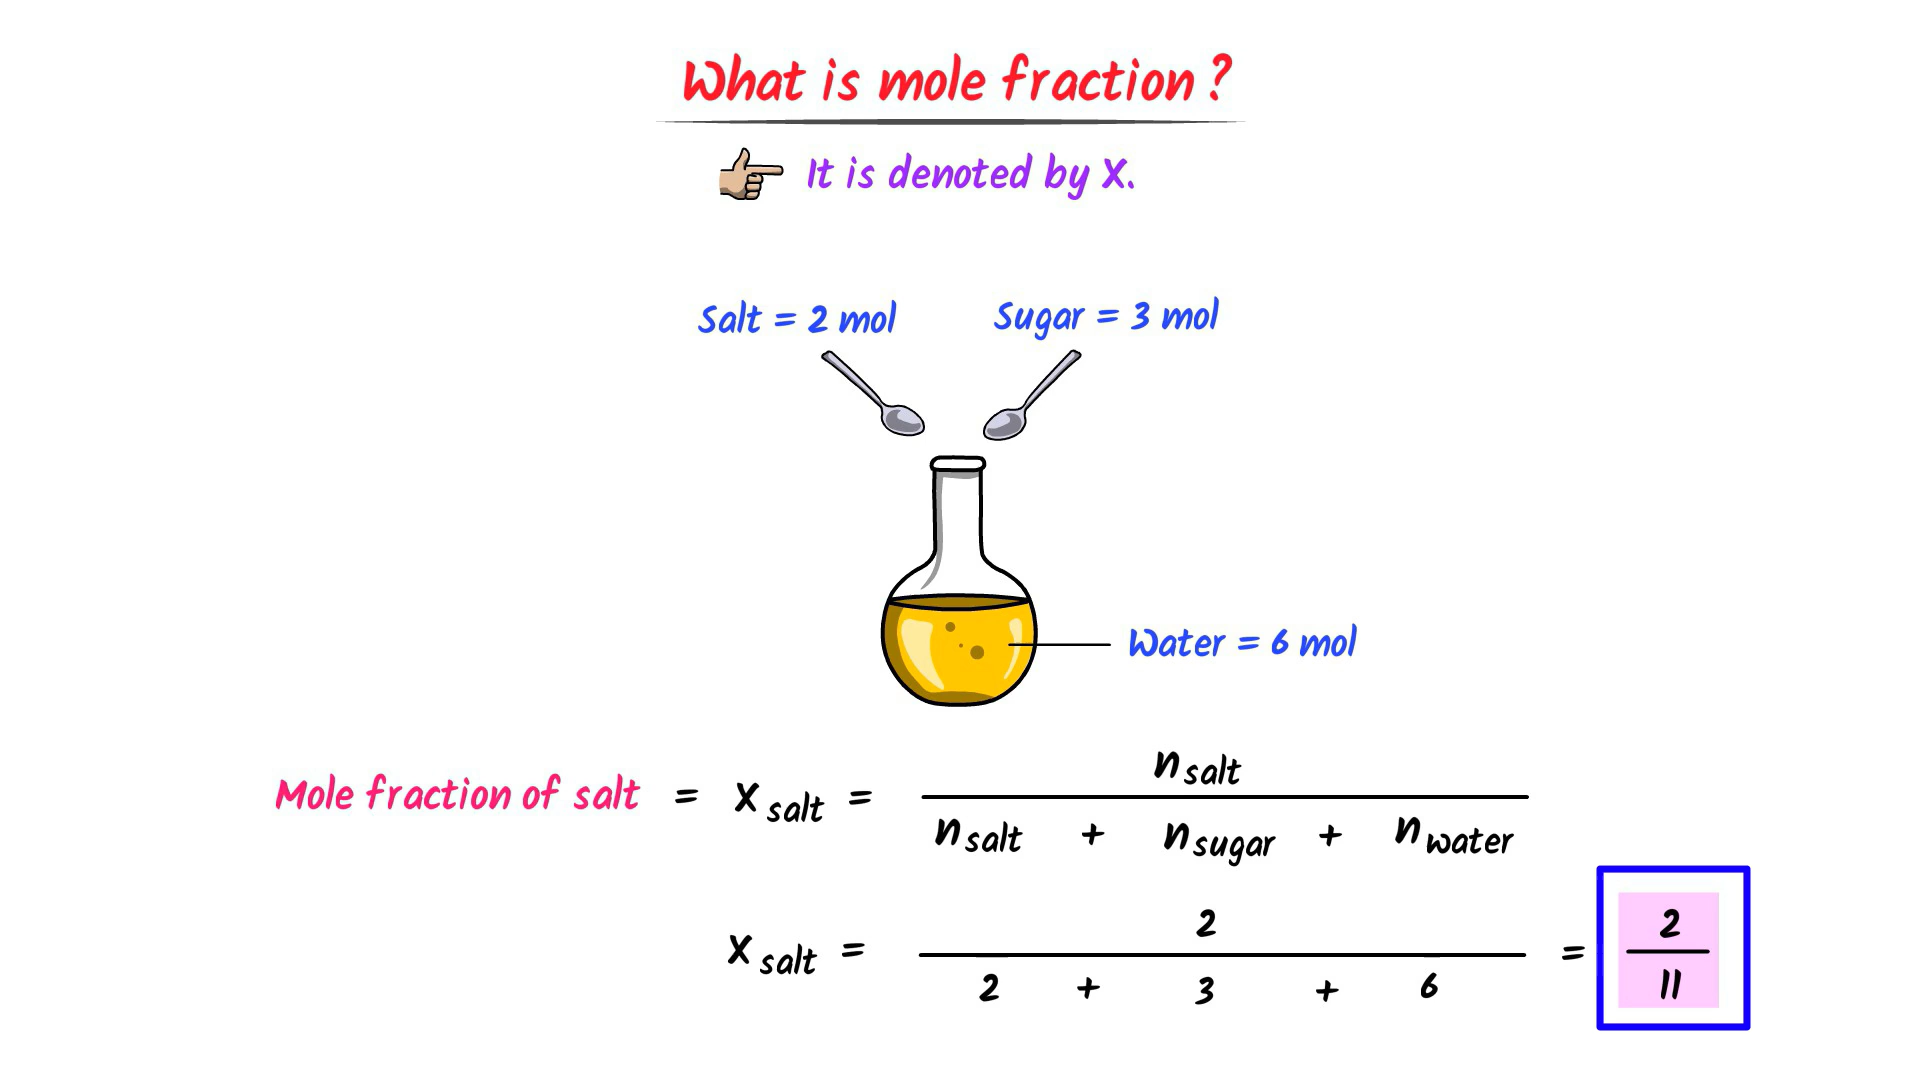 What is mole fraction ?
It is denoted by X.
Salt = 2 mol
Sugar = 3 mol
Water = 6 mol
Mole fraction of salt = X salt = n salt / n salt + n sugar + n water
X salt = 2 / 2 + 3 + 6 = 2 / 11